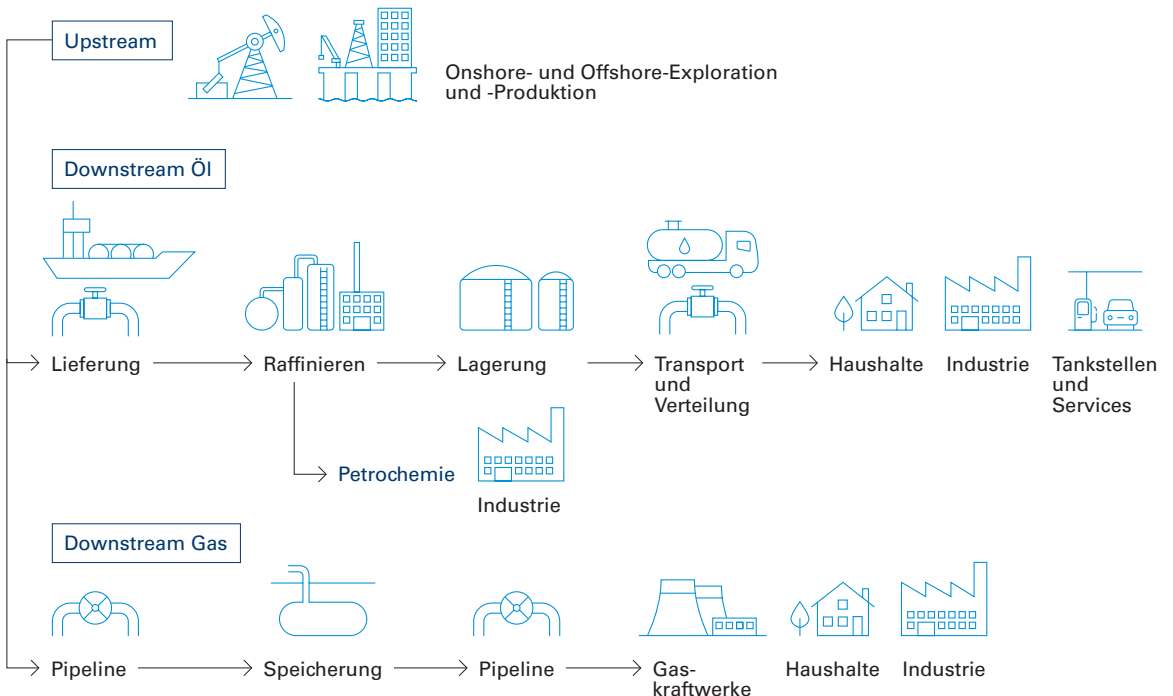 Upstream
Onshore- und Offshore-Exploration
und -Produktion
Downstream Öl
Lieferung
Raffinieren
Lagerung
Transport
und
Verteilung
Haushalte
Industrie
Tankstellen
und
Services
Petrochemie
Industrie
Downstream Gas
Pipeline
Speicherung
Pipeline
Gas-
kraftwerke
Haushalte
Industrie